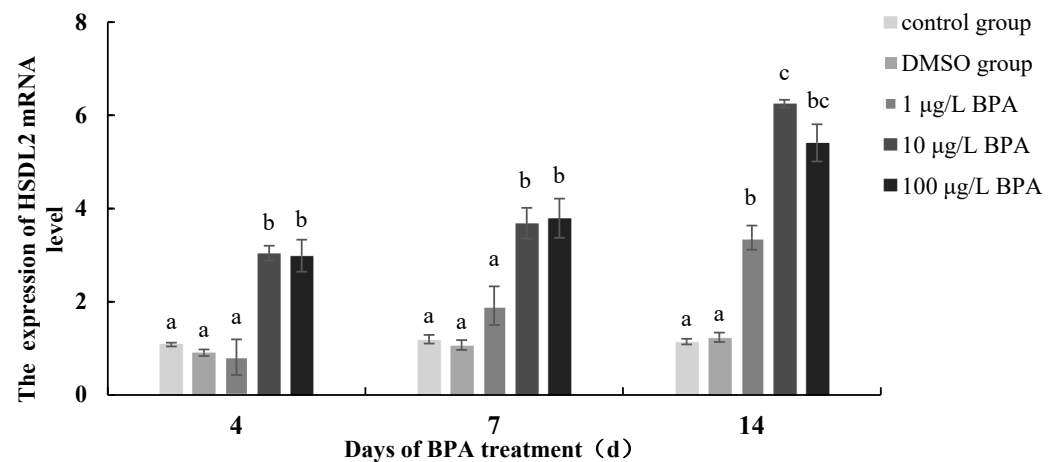 The expression of HSDL2 mRNA
level
8
6
4
2
0
a a a b b
a a a b b
a a b c bc
4 7 14
Days of BPA treatment（d）
control group
DMSO group
1 μg/L BPA
10 μg/L BPA
100 μg/L BPA